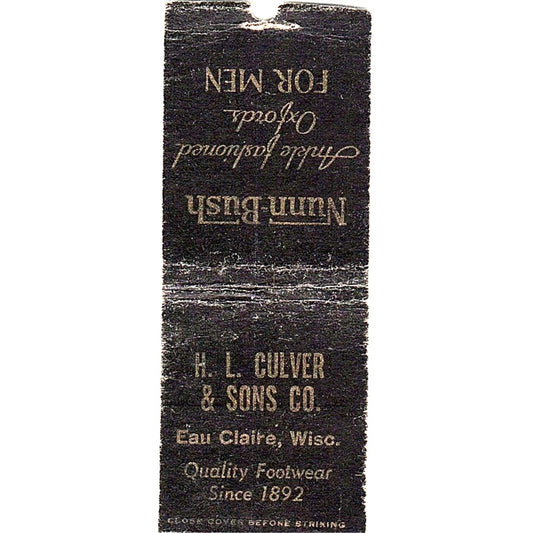 Nunn-Bush
Ankle fashioned
Oxfords
FOR MEN
H. L. CULVER
& SONS CO.
Eau Claire, Wisc.
Quality Footwear
Since 1892
CLOSE COVER BEFORE STRIKING